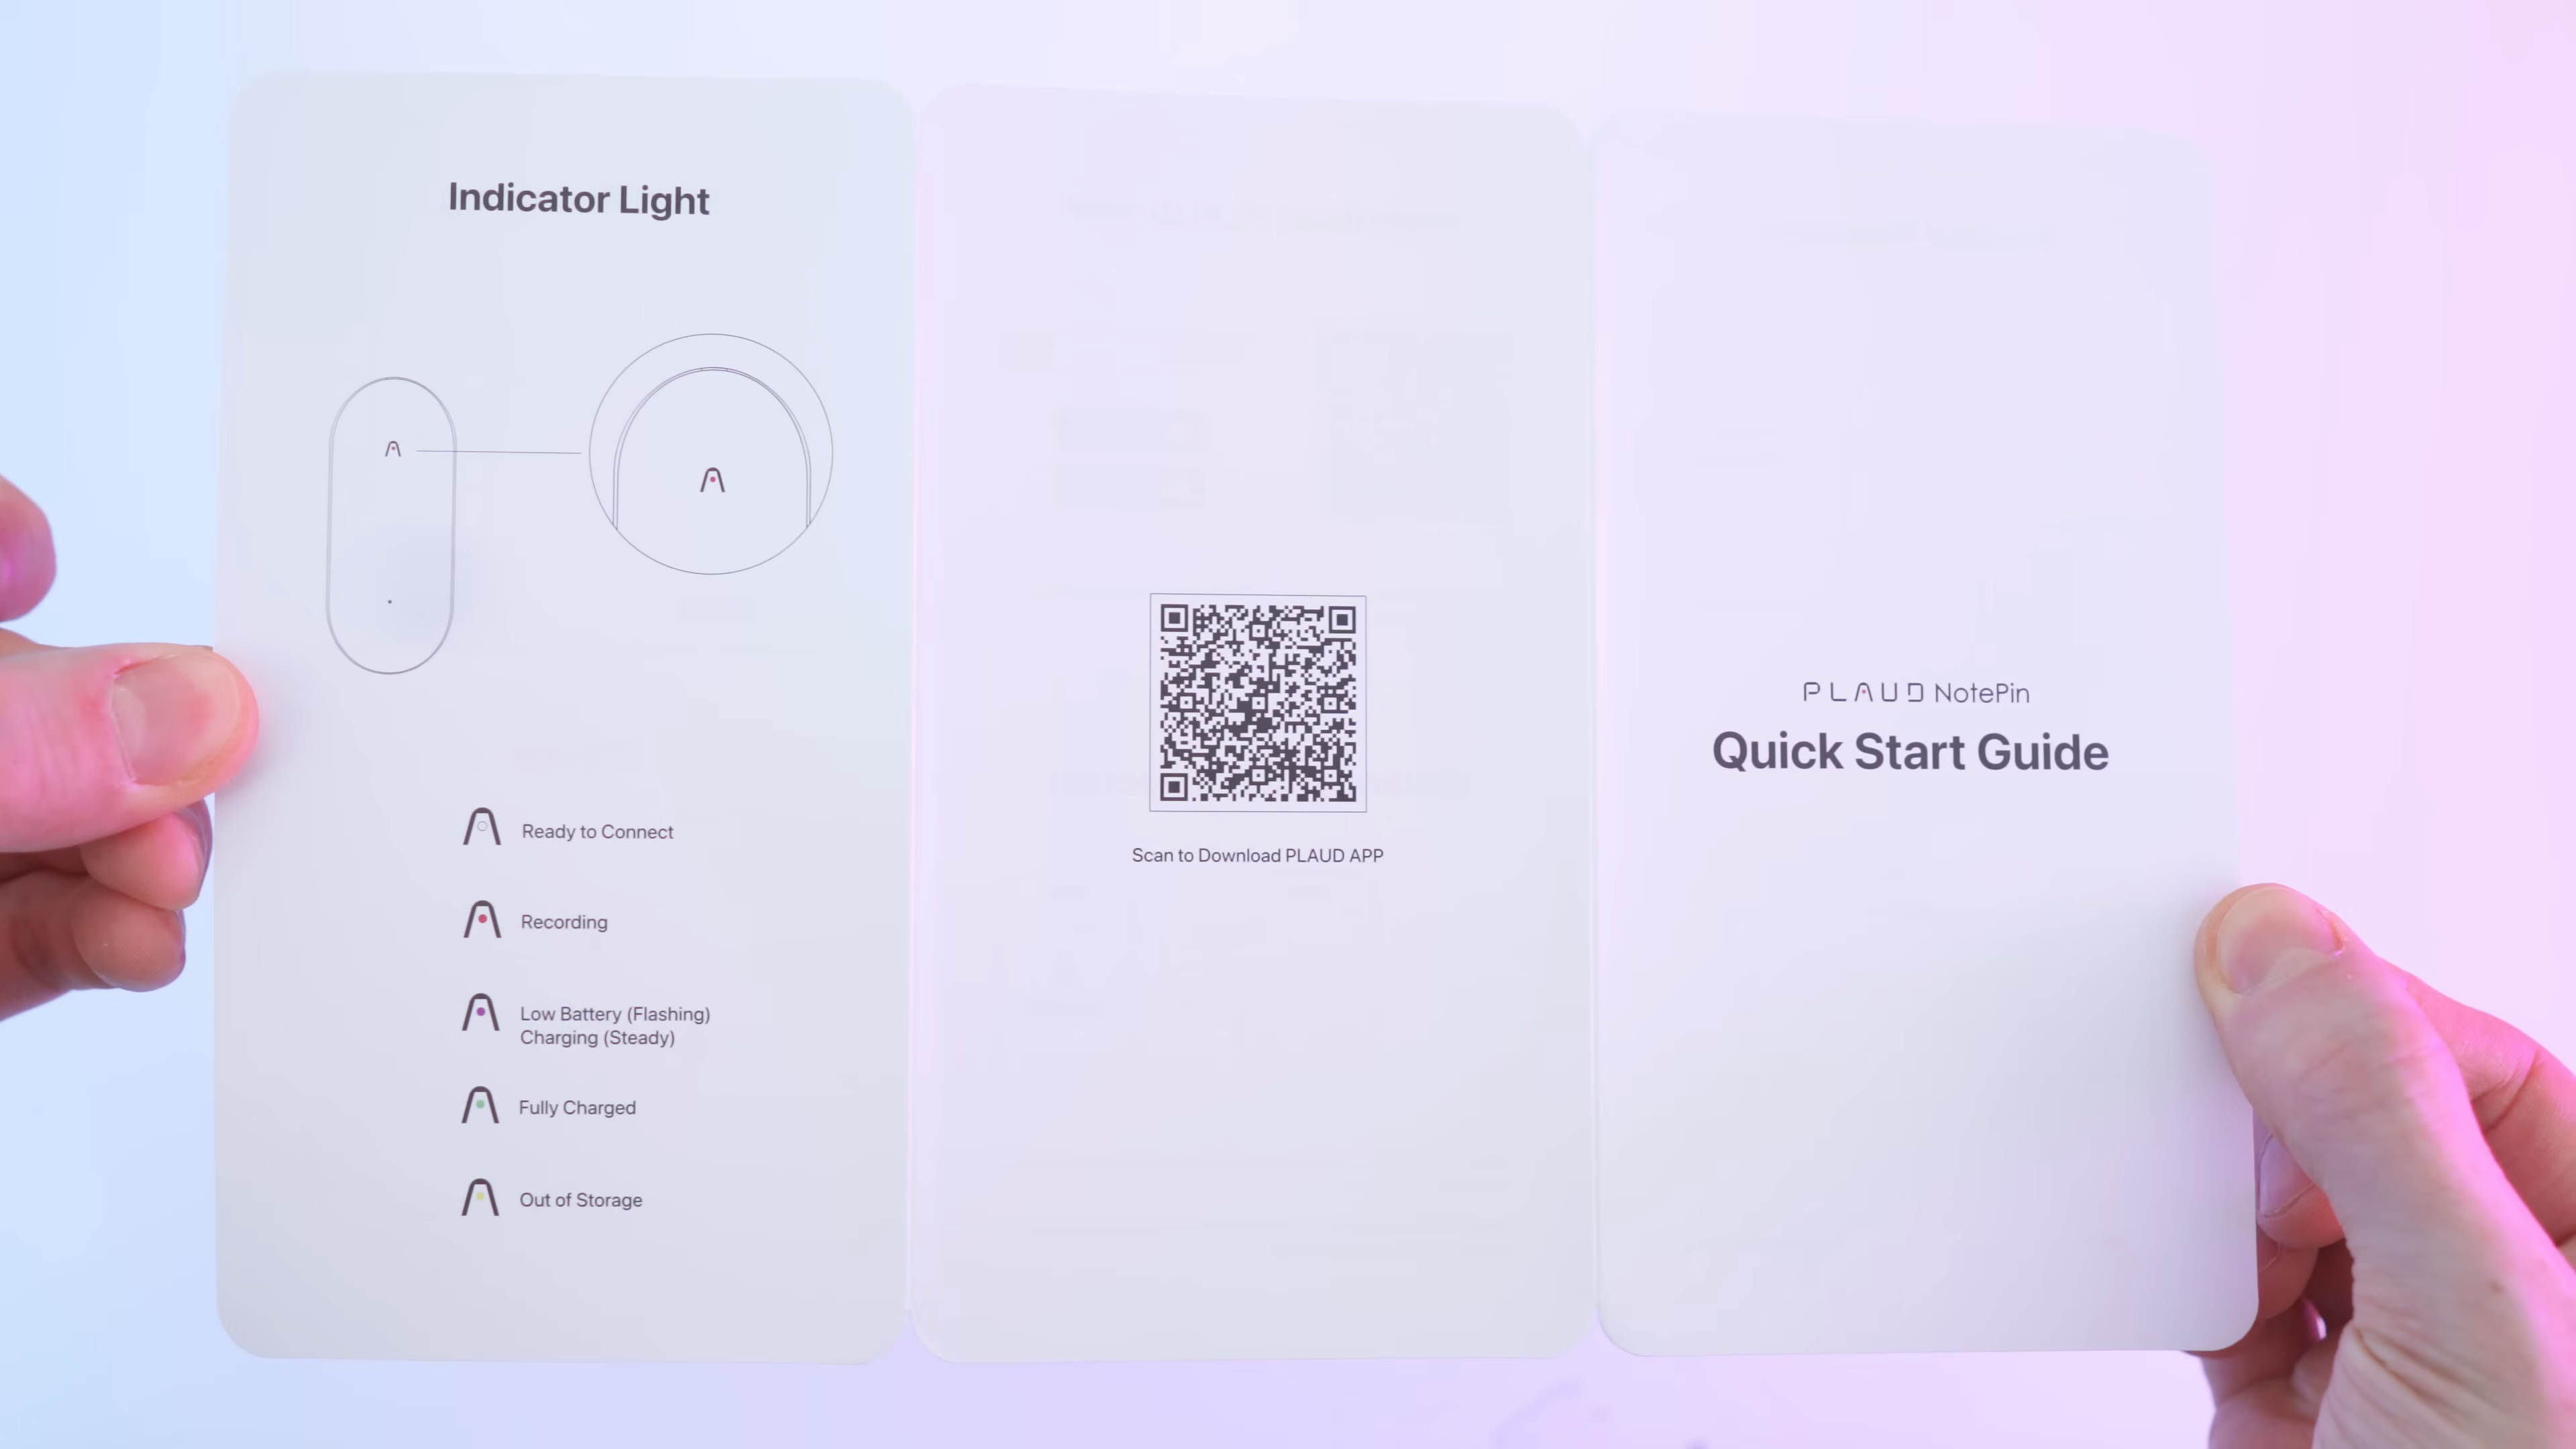 Indicator Light
Ready to Connect
Recording
Low Battery (Flashing)
Charging (Steady)
Fully Charged
Out of Storage
Scan to Download PLAUD APP
PLAUD NotePin
Quick Start Guide